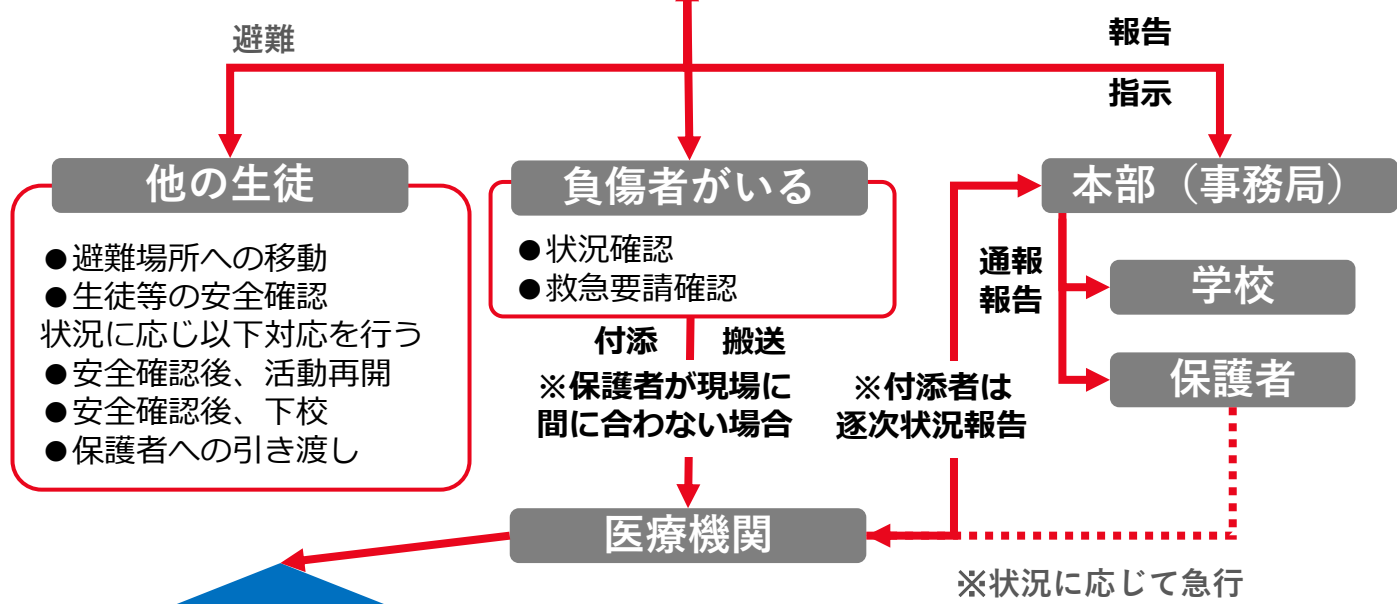 避難
報告
指示
他の生徒
●避難場所への移動
●生徒等の安全確認
状況に応じ以下対応を行う
●安全確認後、活動再開
●安全確認後、下校
●保護者への引き渡し
負傷者がいる
●状況確認
●救急要請確認
付添 搬送
※保護者が現場に
間に合わない場合
※付添者は
逐次状況報告
本部（事務局）
通報
報告
学校
保護者
医療機関
※状況に応じて急行